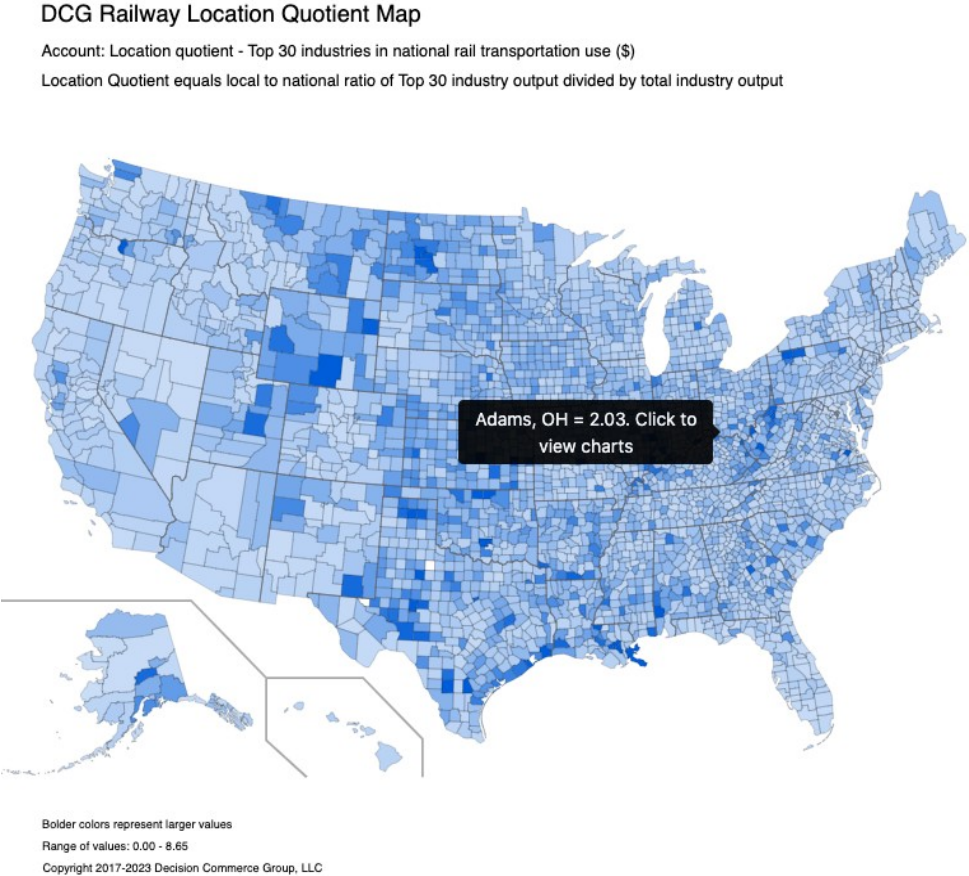 DCG Railway Location Quotient Map
Account: Location quotient - Top 30 industries in national rail transportation use ($)
Location Quotient equals local to national ratio of Top 30 industry output divided by total industry output
Adams, OH = 2.03. Click to
view charts
Bolder colors represent larger values
Range of values: 0.00 - 8.65
Copyright 2017-2023 Decision Commerce Group, LLC